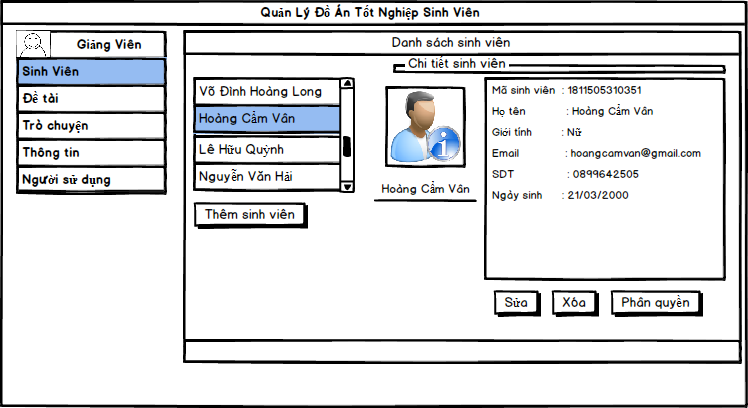 Quản Lý Đồ Án Tốt Nghiệp Sinh Viên
Giảng Viên
Sinh Viên
Đề tài
Trò chuyện
Thông tin
Người sử dụng
Danh sách sinh viên
Chi tiết sinh viên
Võ Đình Hoàng Long
Hoàng Cẩm Vân
Lê Hữu Quỳnh
Nguyễn Văn Hải
Thêm sinh viên
Hoàng Cẩm Vân
Mã sinh viên : 1811505310351
Họ tên : Hoàng Cẩm Vân
Giới tính : Nữ
Email : hoangcamvan@gmail.com
SDT : 0899642505
Ngày sinh : 21/03/2000
Sửa Xóa Phân quyền